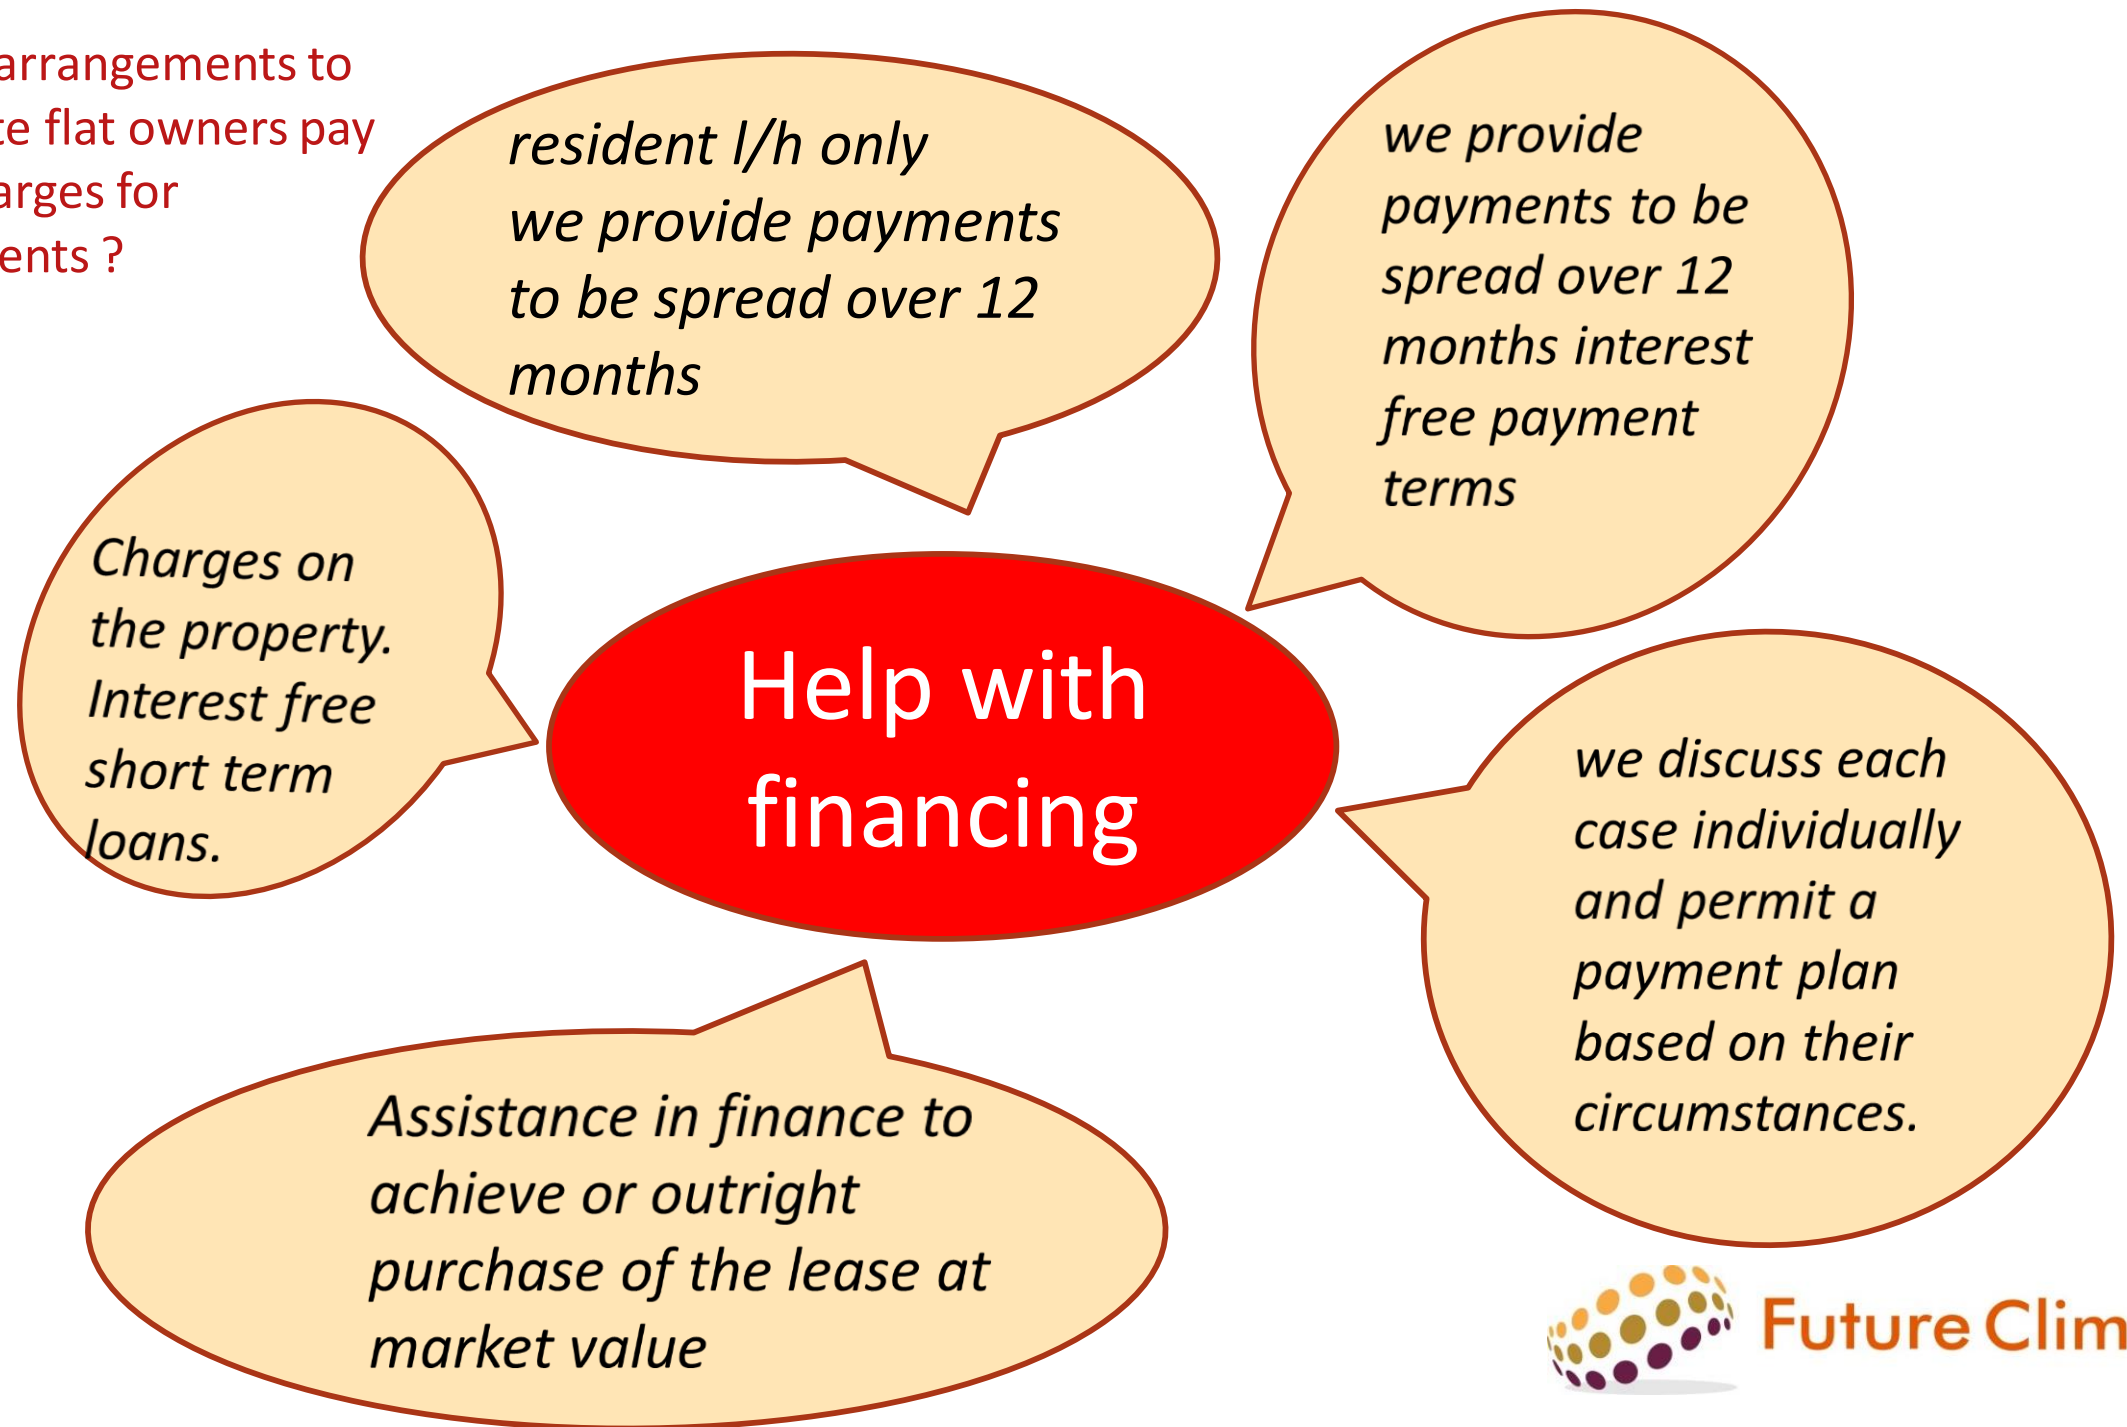 arrangements to
te flat owners pay
arges for
ents ?
resident l/h only
we provide payments
to be spread over 12
months
we provide
payments to be
spread over 12
months interest
free payment
terms
Charges on
the property.
Interest free
short term
loans.
Help with
financing
we discuss each
case individually
and permit a
payment plan
based on their
circumstances.
Assistance in finance to
achieve or outright
purchase of the lease at
market value
Future Clim